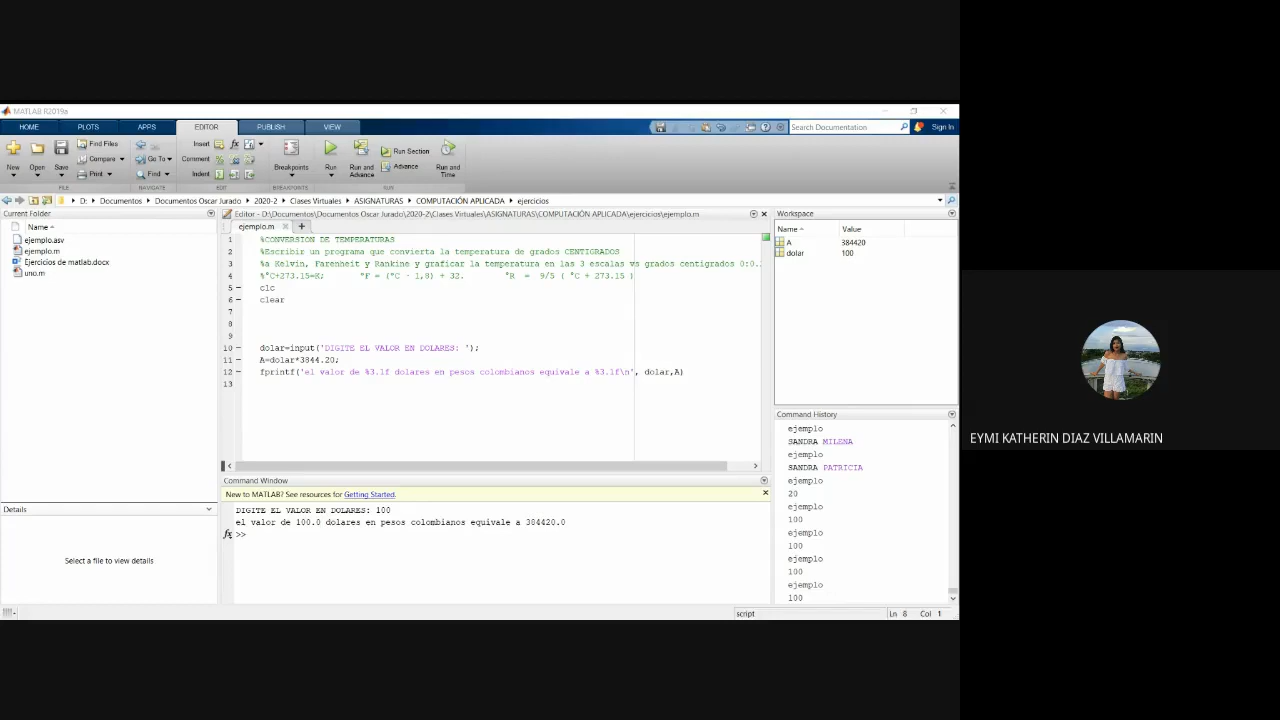 MATLAB R2019a
HOME PLOTS APPS EDITOR PUBLISH VIEW
Search Documentation Sign In
New Open Save Find Files Compare Print Go To Find Insert Comment Indent Breakpoints Run Run and Advance Run Section Advance Run and Time
FILE NAVIGATE EDIT BREAKPOINTS RUN
D: Documentos Documentos Oscar Jurado 2020-2 Clases Virtuales ASIGNATURAS COMPUTACIÓN APLICADA ejercicios
Current Folder
Name
ejemplo.asv
ejemplo.m
Ejercicios de matlab.docx
uno.m
Details
Select a file to view details
Editor - D:\Documentos\Documentos Oscar Jurado\2020-2\Clases Virtuales\ASIGNATURAS\COMPUTACIÓN APLICADA\ejercicios\ejemplo.m
ejemplo.m
1 %CONVERSION DE TEMPERATURAS
2 %Escribir un programa que convierta la temperatura de grados CENTIGRADOS
3 %a Kelvin, Farenheit y Rankine y graficar la temperatura en las 3 escalas vs grados centigrados 0:0.
4 %°C+273.15=K; °F = (°C · 1,8) + 32. °R = 9/5 ( °C + 273.15 )
5 clc
6 clear
7
8
9
10 dolar=input('DIGITE EL VALOR EN DOLARES: ');
11 A=dolar*3844.20;
12 fprintf('el valor de %3.1f dolares en pesos colombianos equivale a %3.1f\n', dolar,A)
13
Command Window
New to MATLAB? See resources for Getting Started.
DIGITE EL VALOR EN DOLARES: 100
el valor de 100.0 dolares en pesos colombianos equivale a 384420.0
fx >>
Workspace
Name Value
A 384420
dolar 100
Command History
ejemplo
SANDRA MILENA
ejemplo
SANDRA PATRICIA
ejemplo
20
ejemplo
100
ejemplo
100
ejemplo
100
ejemplo
100
script Ln 8 Col 1
EYMI KATHERIN DIAZ VILLAMARIN